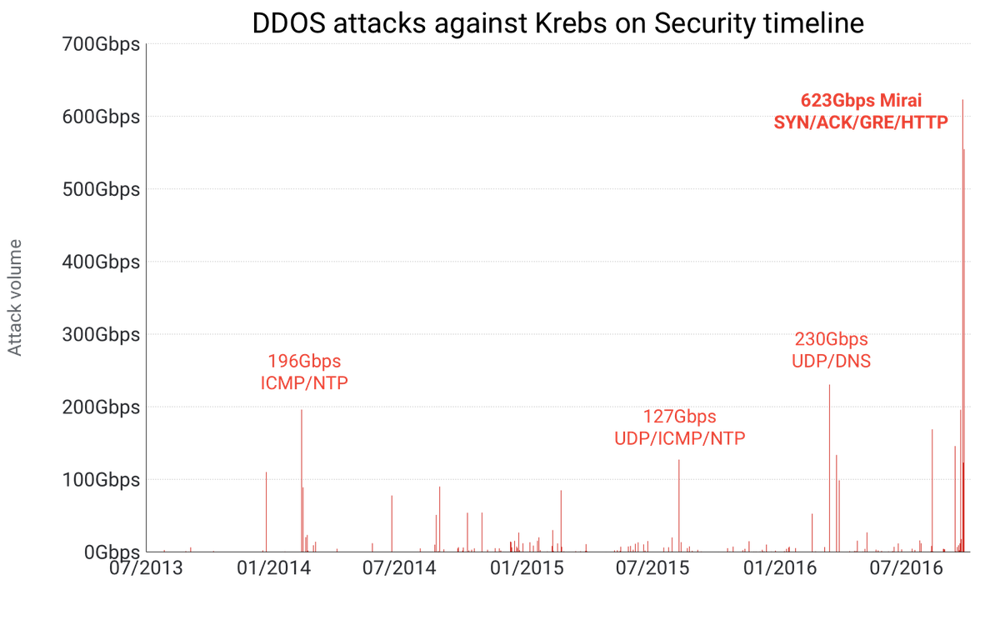 DDOS attacks against Krebs on Security timeline
700Gbps
600Gbps
500Gbps
400Gbps
300Gbps
200Gbps
100Gbps
0Gbps
Attack volume
623Gbps Mirai
SYN/ACK/GRE/HTTP
230Gbps
UDP/DNS
196Gbps
ICMP/NTP
127Gbps
UDP/ICMP/NTP
07/2013
01/2014
07/2014
01/2015
07/2015
01/2016
07/2016